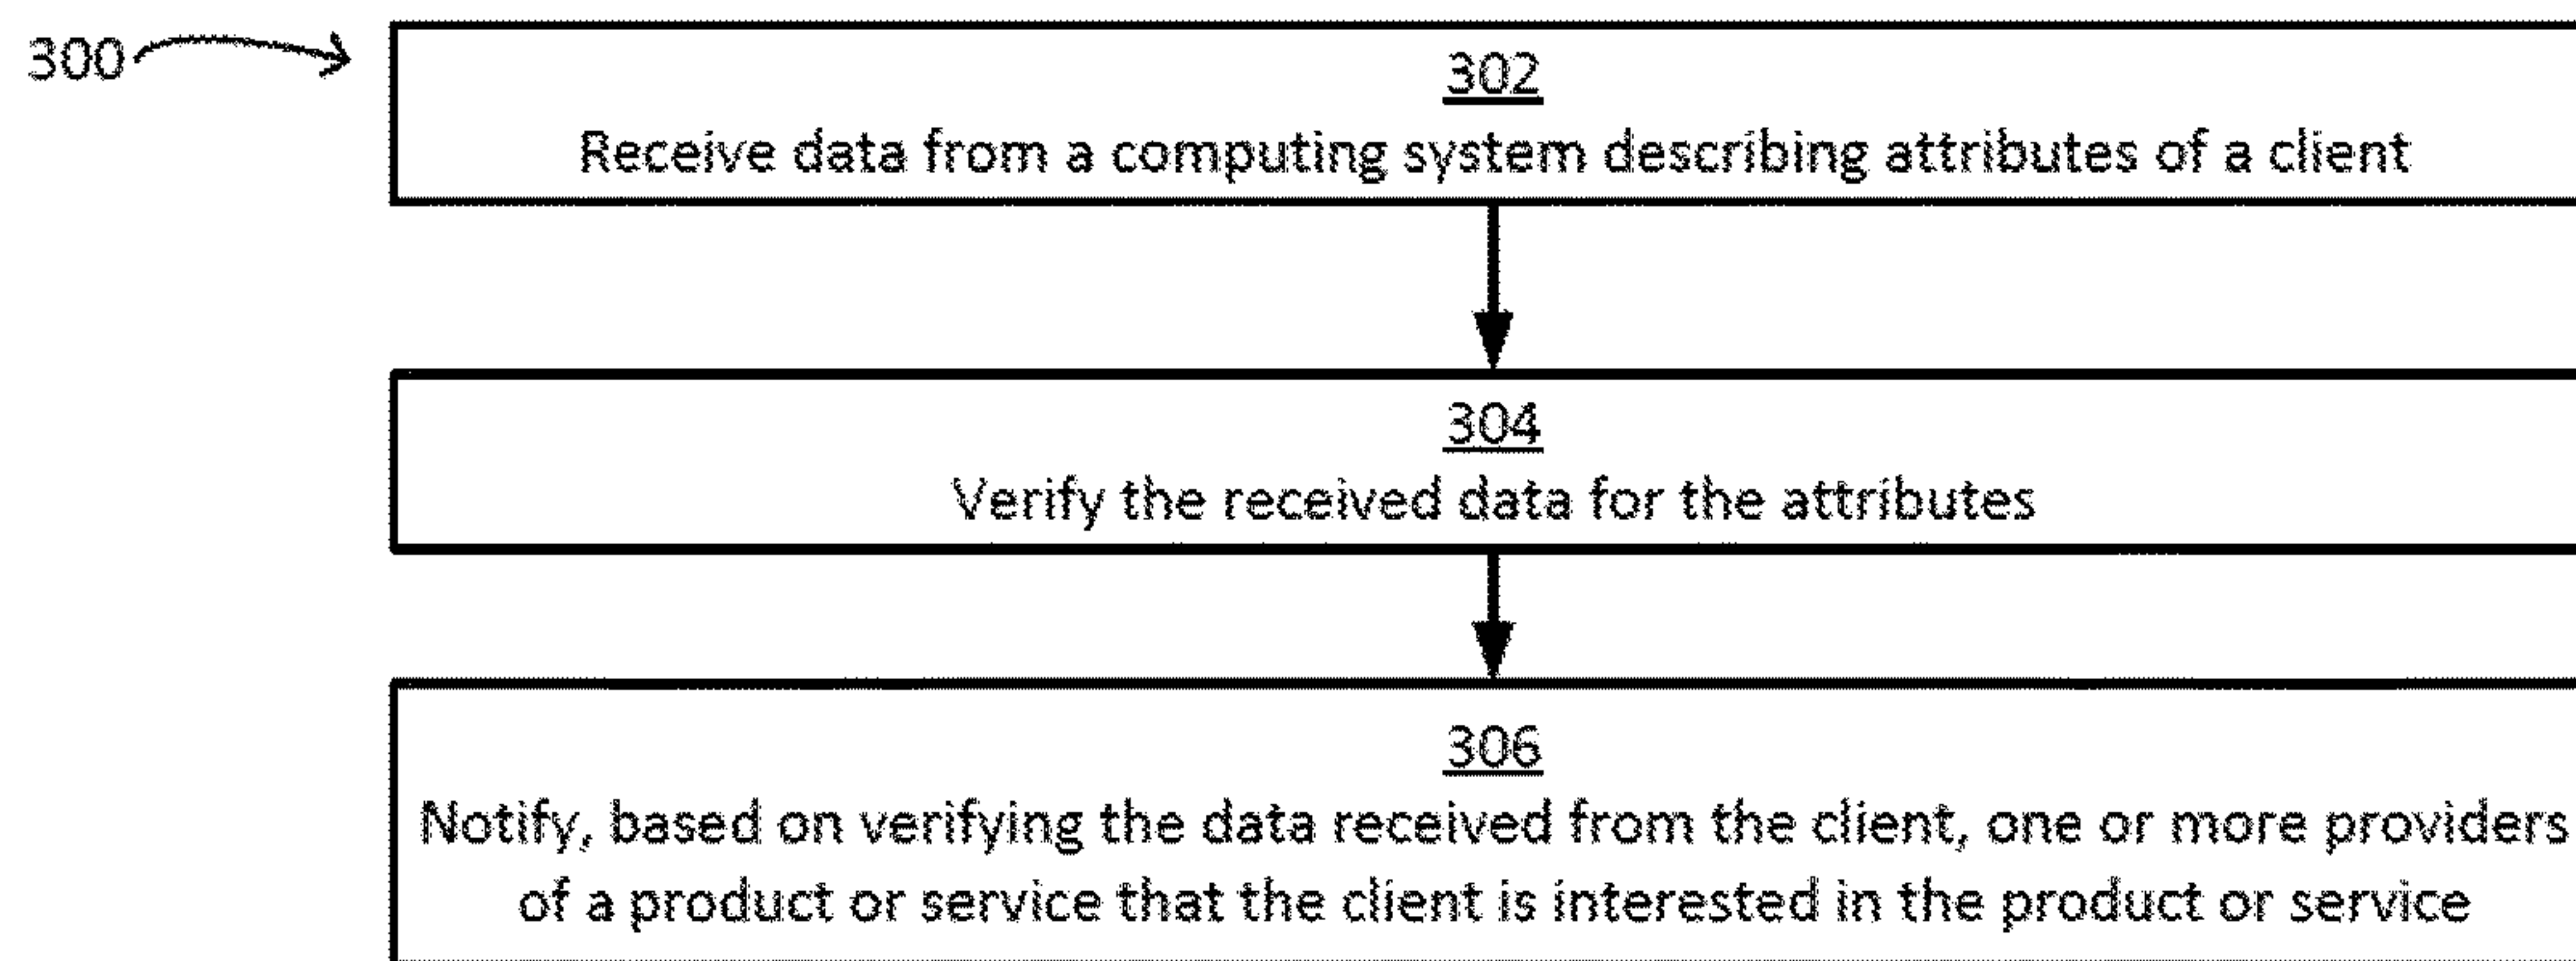 300
302
Receive data from a computing system describing attributes of a client
304
Verify the received data for the attributes
306
Notify, based on verifying the data received from the client, one or more providers
of a product or service that the client is interested in the product or service